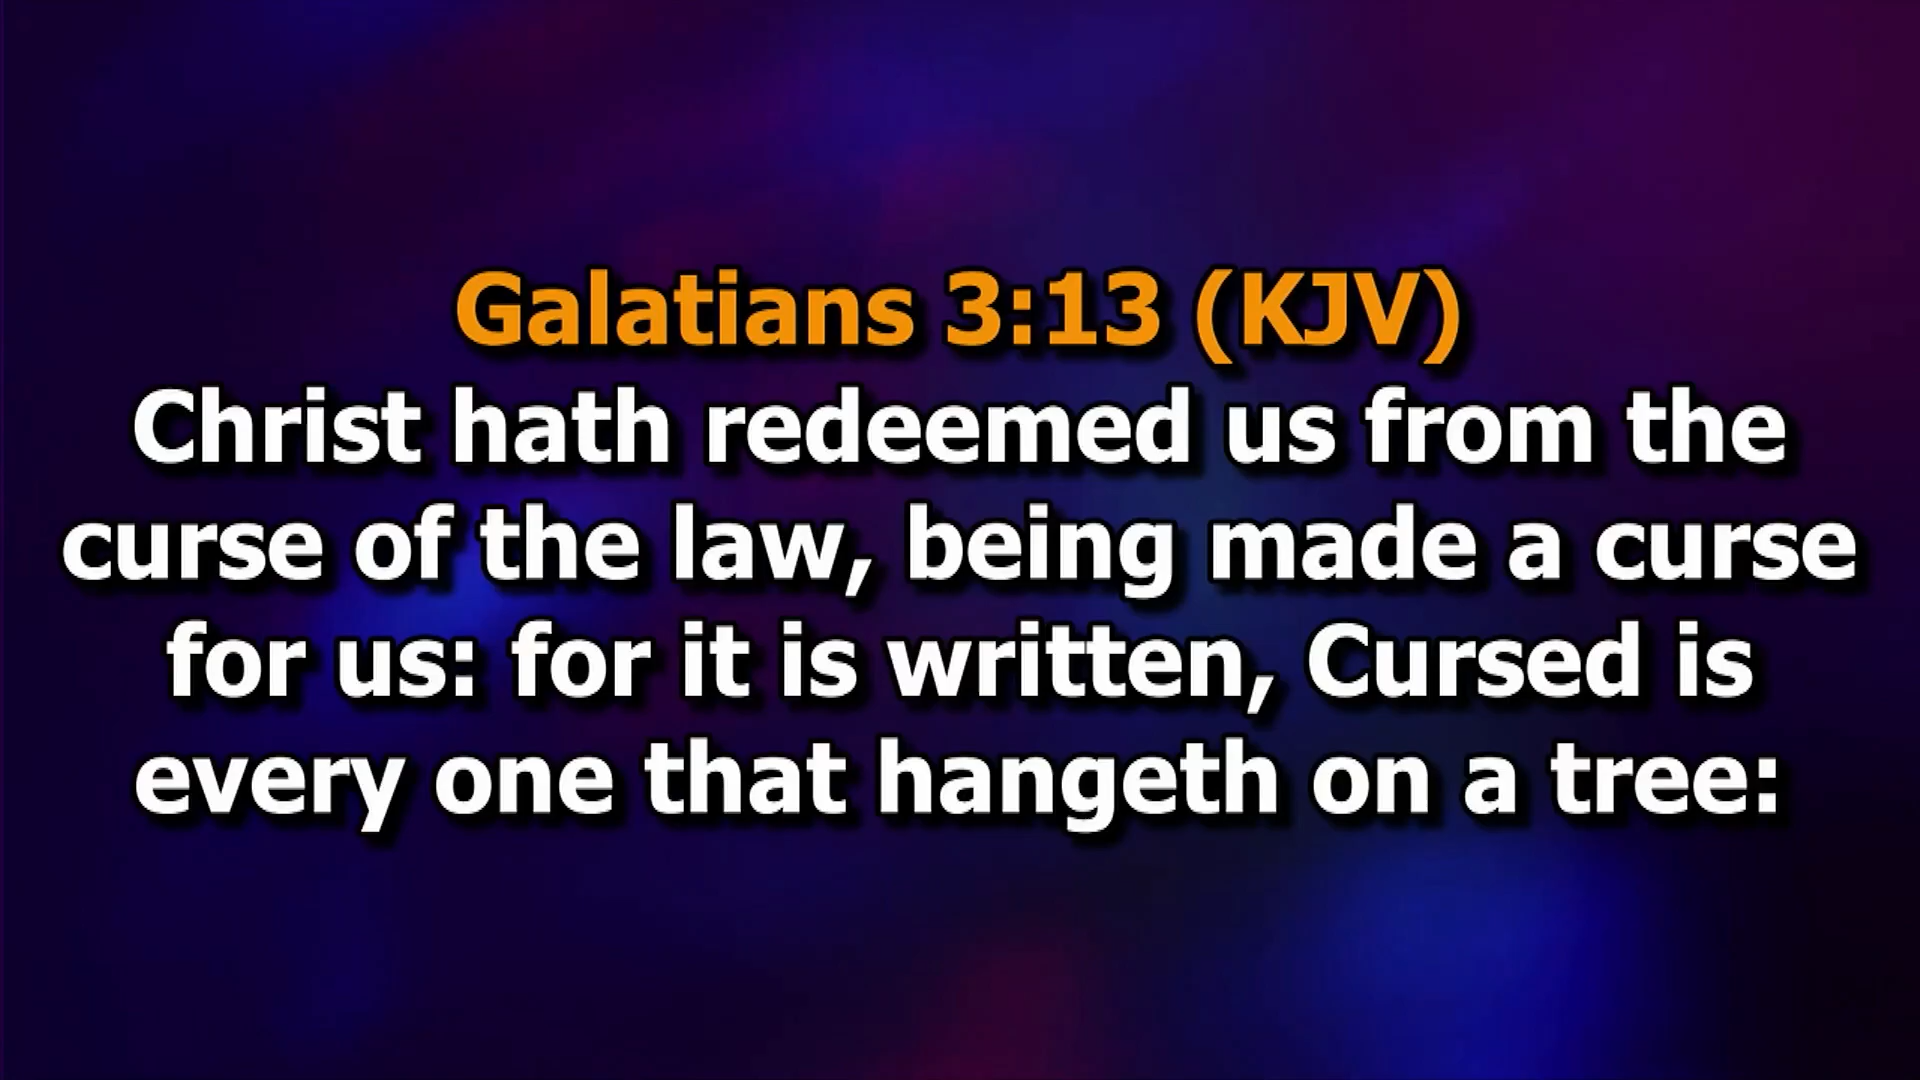 Galatians 3:13 (KJV)
Christ hath redeemed us from the
curse of the law, being made a curse
for us: for it is written, Cursed is
every one that hangeth on a tree: